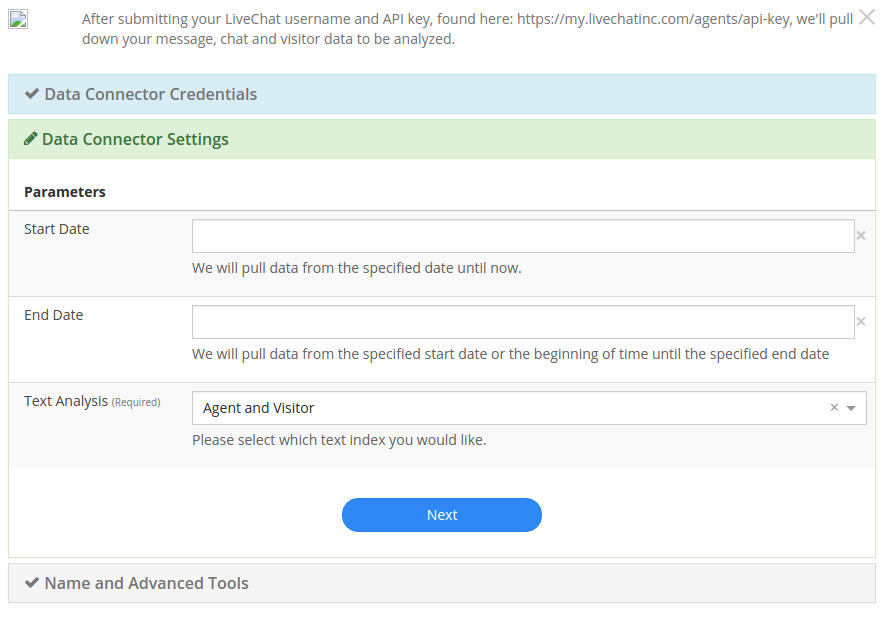 After submitting your LiveChat username and API key, found here: https://my.livechatinc.com/agents/api-key, we'll pull
down your message, chat and visitor data to be analyzed.
Data Connector Credentials
Data Connector Settings
Parameters
Start Date
We will pull data from the specified date until now.
End Date
We will pull data from the specified start date or the beginning of time until the specified end date
Text Analysis (Required)
Agent and Visitor
Please select which text index you would like.
Next
Name and Advanced Tools